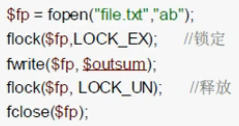 $fp = fopen("file.txt","ab");
flock($fp,LOCK_EX);    //锁定
fwrite($fp, $outsum);
flock($fp, LOCK_UN);    //释放
fclose($fp);